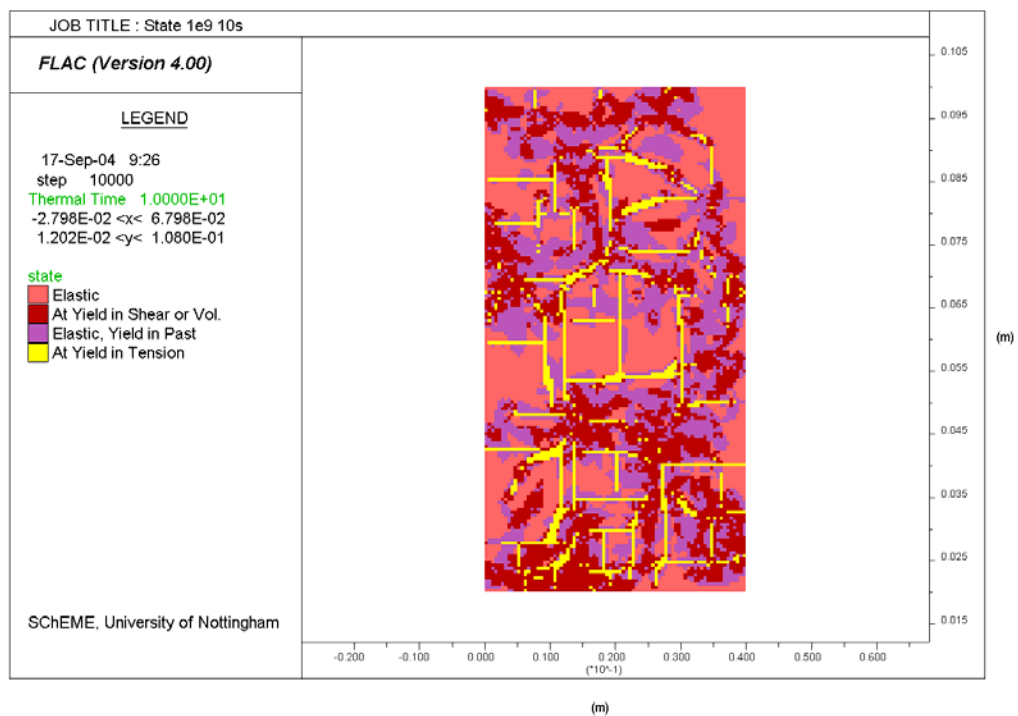 JOB TITLE : State 1e9 10s
FLAC (Version 4.00)
LEGEND
17-Sep-04 9:26
step 10000
Thermal Time 1.0000E+01
-2.798E-02 <x< 6.798E-02
1.202E-02 <y< 1.080E-01
state
Elastic
At Yield in Shear or Vol.
Elastic, Yield in Past
At Yield in Tension
SChEME, University of Nottingham
0.105
0.095
0.085
0.075
0.065
0.055
0.045
0.035
0.025
0.015
(m)
-0.200 -0.100 0.000 0.100 0.200 0.300 0.400 0.500 0.600
(*10^-1)
(m)